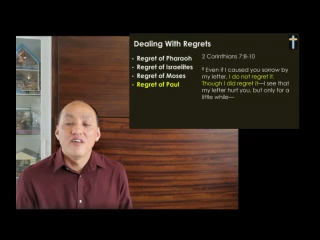 Dealing With Regrets
- Regret of Pharaoh
- Regret of Israelites
- Regret of Moses
- Regret of Paul
2 Corinthians 7:8-10
8 Even if I caused you sorrow by
my letter, I do not regret it.
Though I did regret it—I see that
my letter hurt you, but only for a
little while—